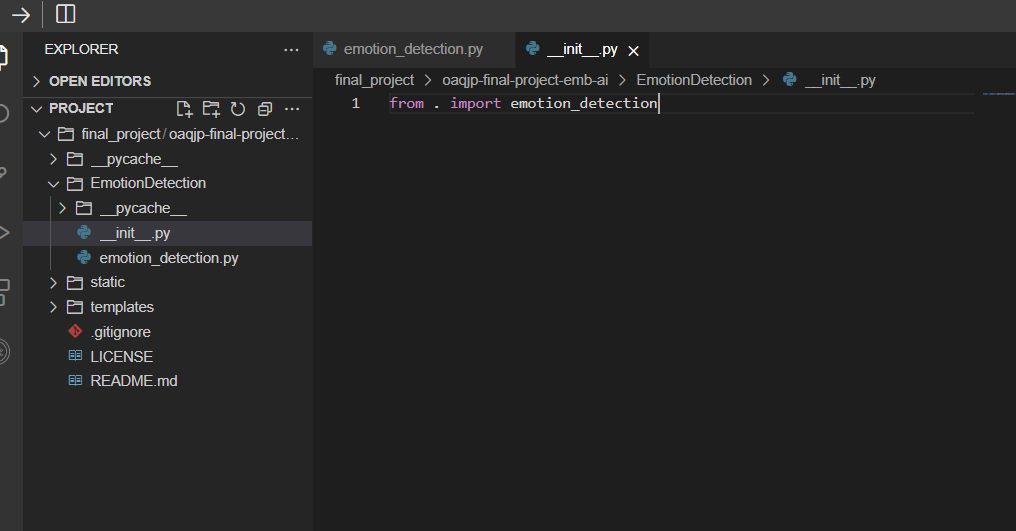 EXPLORER
OPEN EDITORS
PROJECT
final_project/oaqjp-final-project...
__pycache__
EmotionDetection
__pycache__
__init__.py
emotion_detection.py
static
templates
.gitignore
LICENSE
README.md
emotion_detection.py __init__.py
final_project > oaqjp-final-project-emb-ai > EmotionDetection > __init__.py
1 from . import emotion_detection